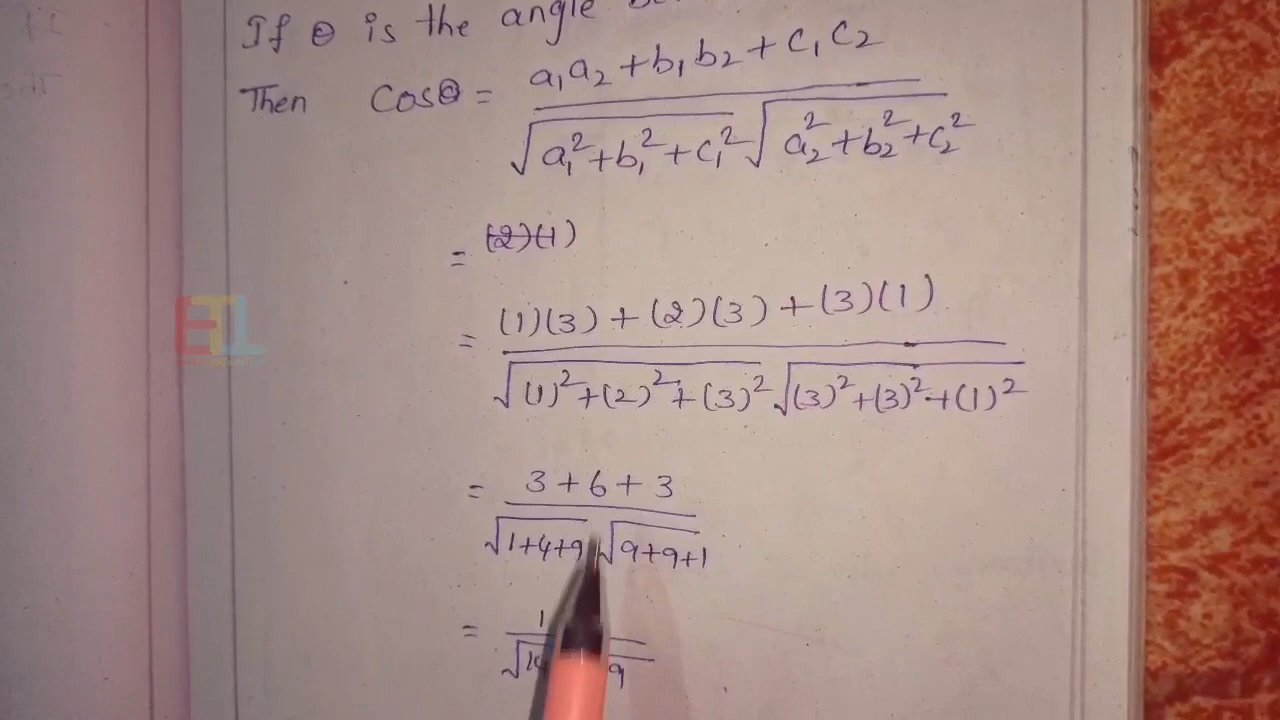 If θ is the angle
Then Cosθ = a₁a₂ + b₁b₂ + c₁c₂ / √a₁² + b₁² + c₁² √a₂² + b₂² + c₂²
= (2)(1)
= (1)(3) + (2)(3) + (3)(1) / √(1)² + (2)² + (3)² √(3)² + (3)² + (1)²
= 3 + 6 + 3 / √1+4+9 √9+9+1
=
ETL